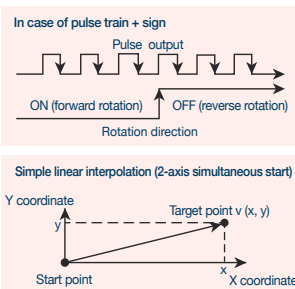 In case of pulse train + sign
Pulse output
ON (forward rotation) OFF (reverse rotation)
Rotation direction
Simple linear interpolation (2-axis simultaneous start)
Y coordinate
Target point v (x, y)
y
x
Start point
X coordinate